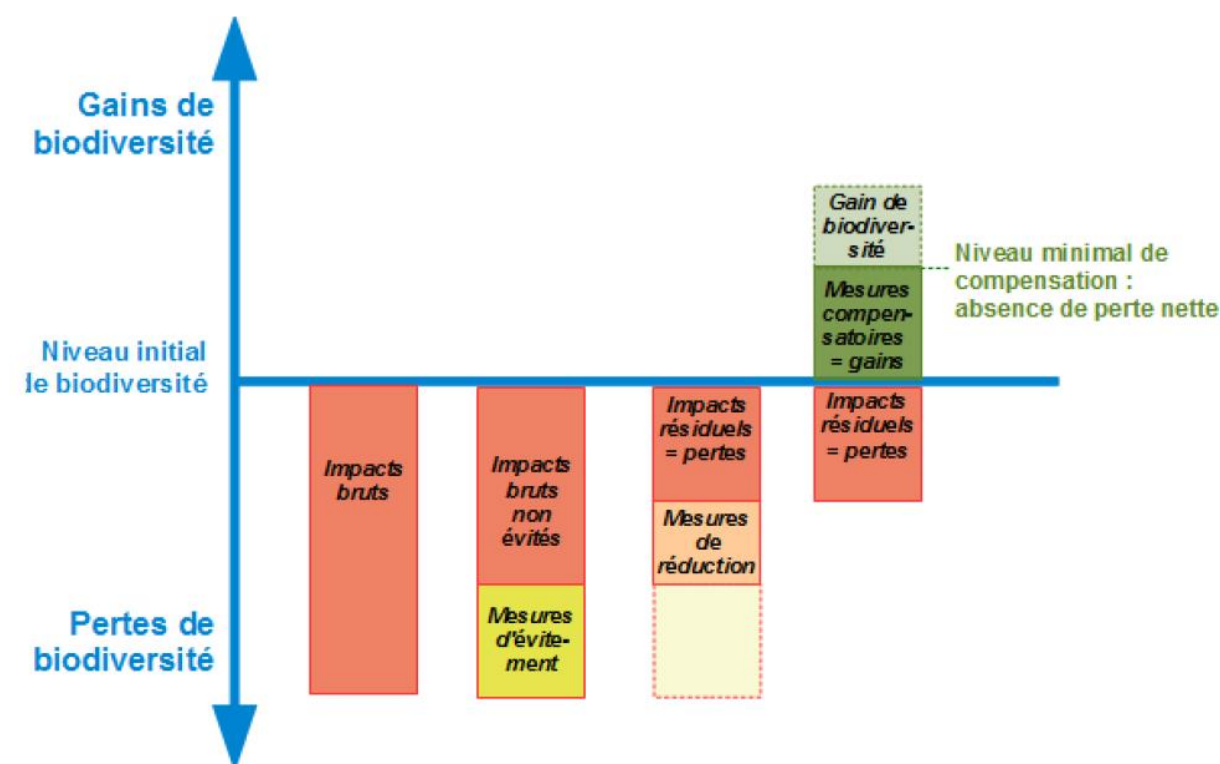 Gains de
biodiversité
Niveau initial
de biodiversité
Pertes de
biodiversité
Impacts
bruts
Impacts
bruts
non
évités
Mesures
d'évite-
ment
Impacts
résiduels
= pertes
Mesures
de
réduction
Gain de
biodiver-
sité
Mesures
compen-
satoires
= gains
Impacts
résiduels
= pertes
Niveau minimal de
compensation :
absence de perte nette